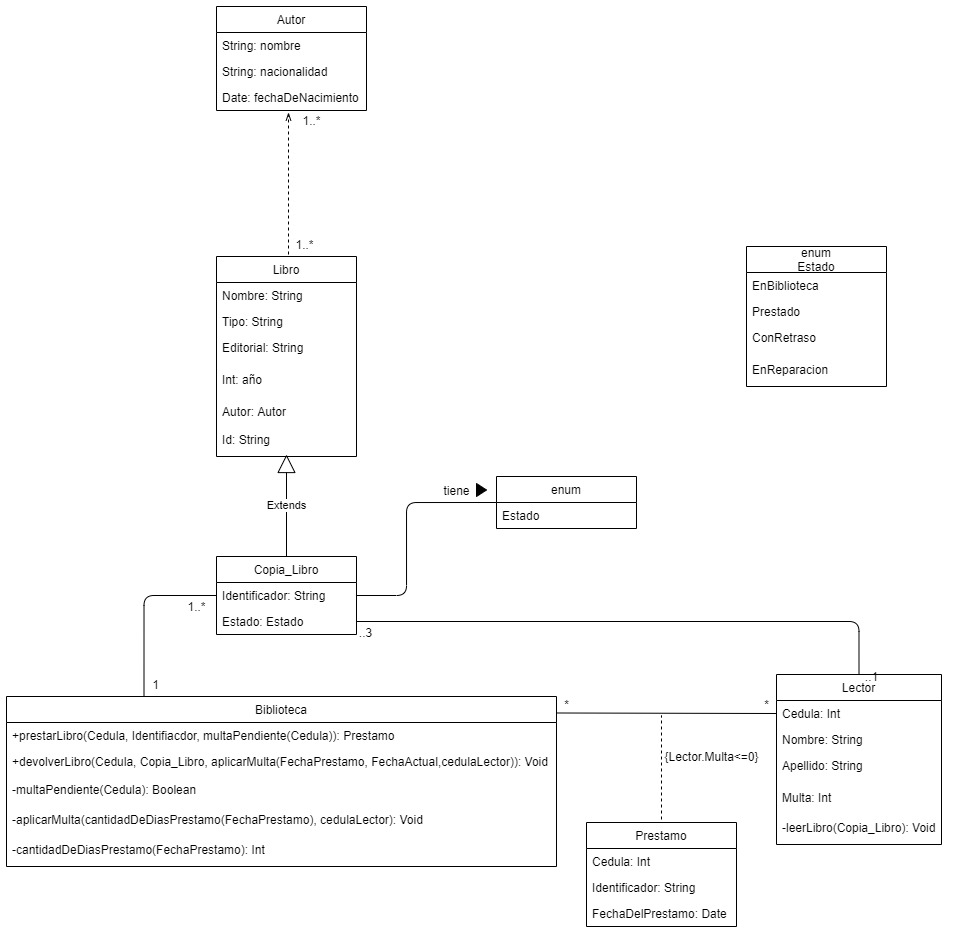 Autor
String: nombre
String: nacionalidad
Date: fechaDeNacimiento
1..*
1..*
Libro
Nombre: String
Tipo: String
Editorial: String
Int: año
Autor: Autor
Id: String
enum
Estado
EnBiblioteca
Prestado
ConRetraso
EnReparacion
Extends
tiene
enum
Estado
Copia_Libro
Identificador: String
Estado: Estado
1..*
..3
1
..1
Biblioteca
+prestarLibro(Cedula, Identifiacdor, multaPendiente(Cedula)): Prestamo
+devolverLibro(Cedula, Copia_Libro, aplicarMulta(FechaPrestamo, FechaActual,cedulaLector)): Void
-multaPendiente(Cedula): Boolean
-aplicarMulta(cantidadDeDiasPrestamo(FechaPrestamo), cedulaLector): Void
-cantidadDeDiasPrestamo(FechaPrestamo): Int
*
*
{Lector.Multa<=0}
Lector
Cedula: Int
Nombre: String
Apellido: String
Multa: Int
-leerLibro(Copia_Libro): Void
Prestamo
Cedula: Int
Identificador: String
FechaDelPrestamo: Date